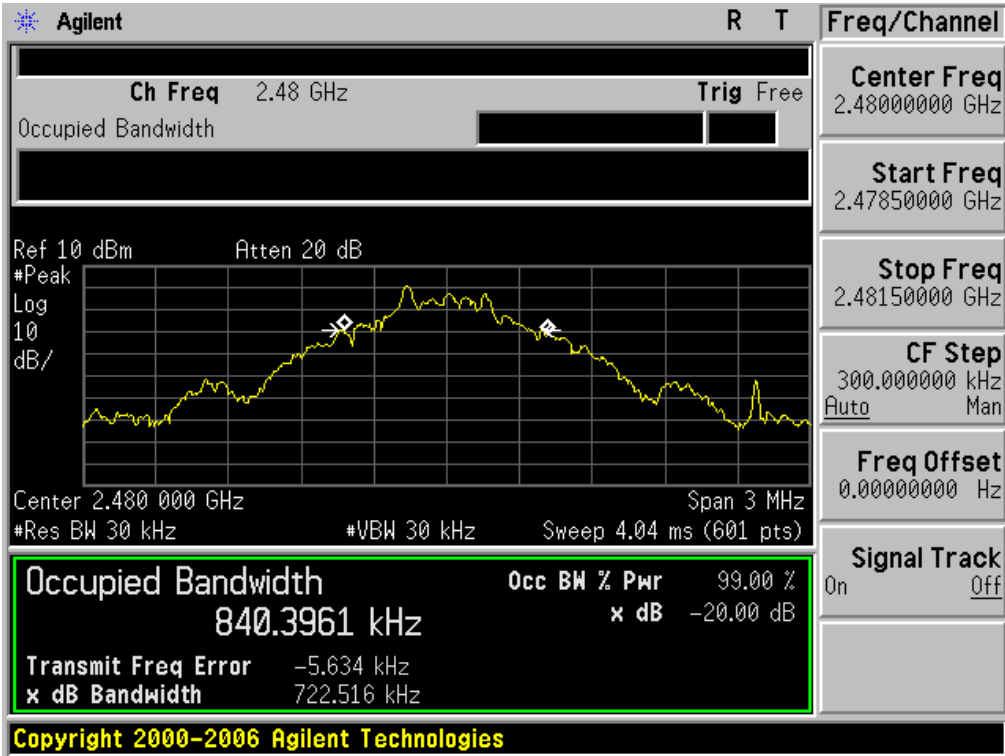 Agilent R T Freq/Channel
Ch Freq 2.48 GHz Trig Free
Occupied Bandwidth
Center Freq
2.48000000 GHz
Start Freq
2.47850000 GHz
Stop Freq
2.48150000 GHz
CF Step
300.000000 kHz
Auto Man
Freq Offset
0.00000000 Hz
Signal Track
On Off
Ref 10 dBm Atten 20 dB
#Peak
Log
10
dB/
Center 2.480 000 GHz Span 3 MHz
#Res BW 30 kHz #VBW 30 kHz Sweep 4.04 ms (601 pts)
Occupied Bandwidth
840.3961 kHz
Occ BW % Pwr 99.00 %
x dB -20.00 dB
Transmit Freq Error -5.634 kHz
x dB Bandwidth 722.516 kHz
Copyright 2000-2006 Agilent Technologies